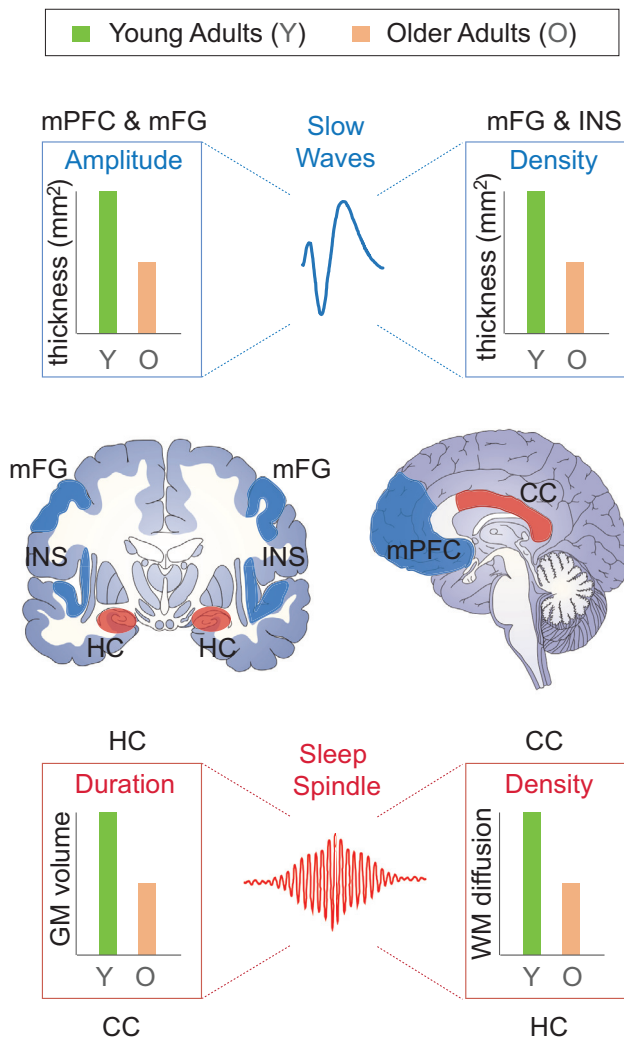 Young Adults (Y) Older Adults (O)
mPFC & mFG
Slow
Waves
mFG & INS
Amplitude
thickness (mm²)
Y O
Density
thickness (mm²)
Y O
mFG
mFG
INS
INS
HC
HC
CC
mPFC
HC
Sleep
Spindle
CC
Duration
GM volume
Y O
Density
WM diffusion
Y O
CC
HC